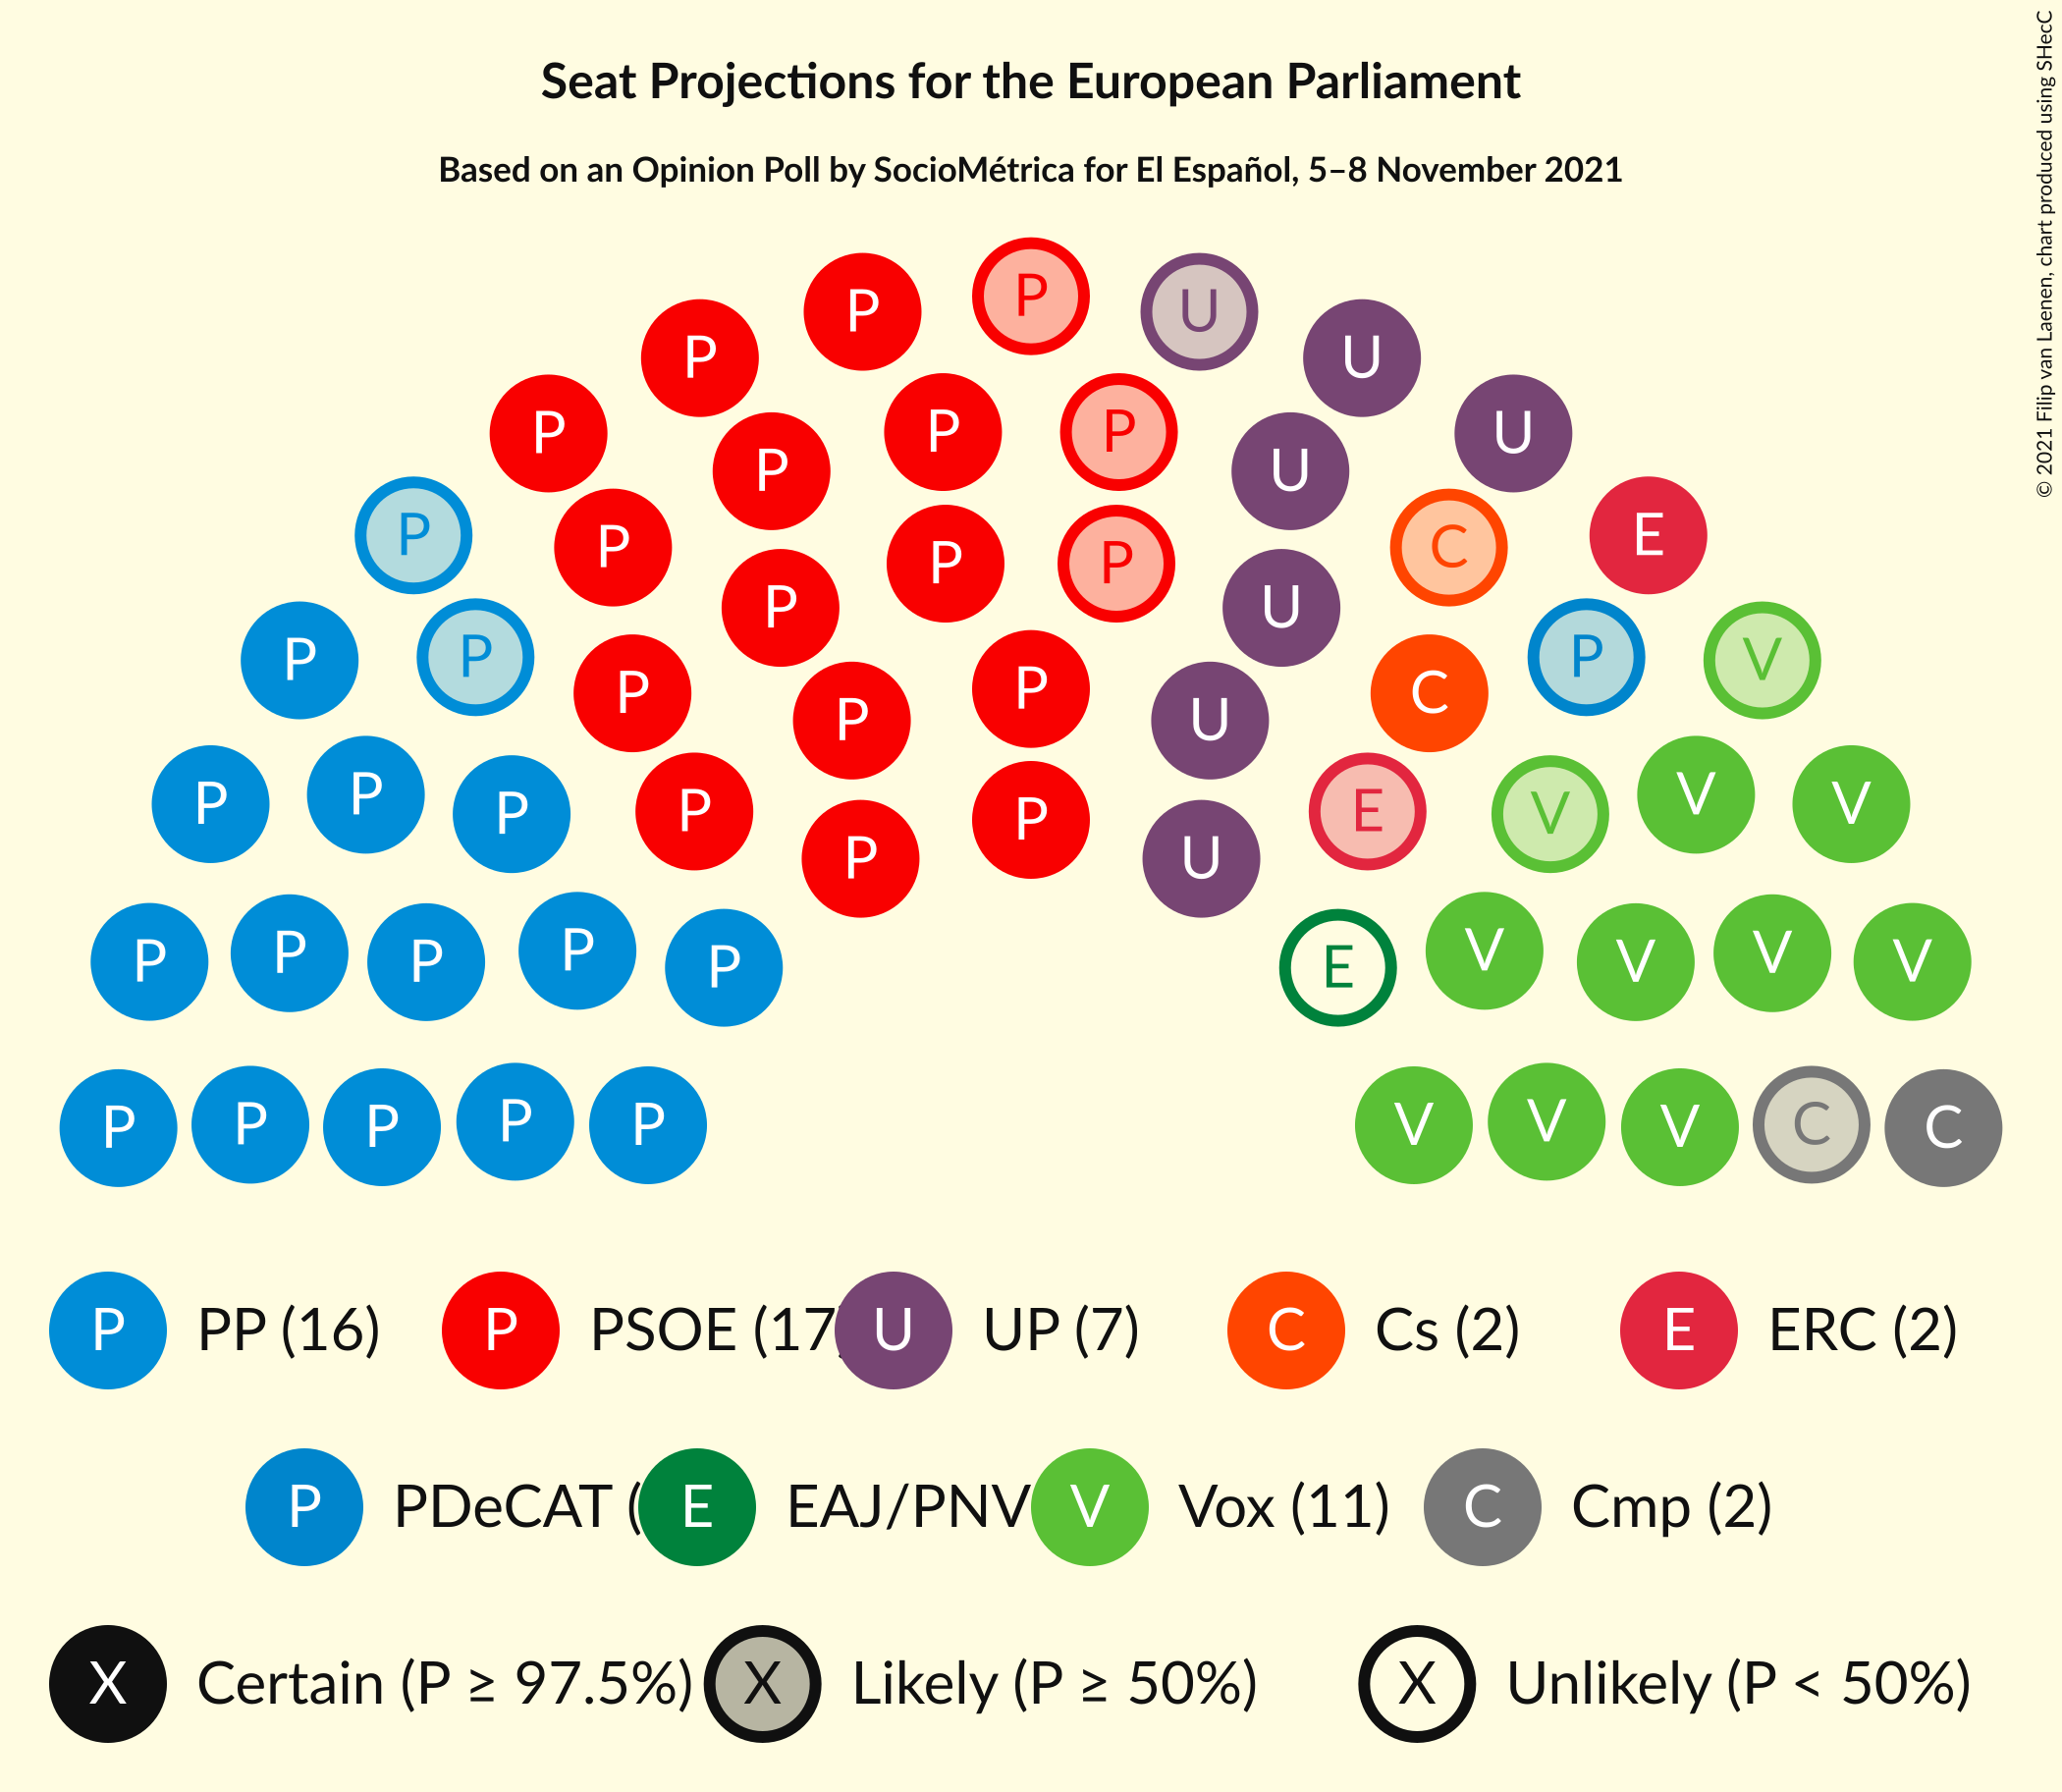 Seat Projections for the European Parliament
Based on an Opinion Poll by SocioMétrica for El Español, 5–8 November 2021
© 2021 Filip van Laenen, chart produced using SHecC
P U
P P U
P P U
P P P U
P P U
P P P C E
P P U
P P P P V
P P C
P P U
P P P E V V V
P P U
P P P P P E V V V V
P P P P P V V V C C
P PP (16) P PSOE (17 U UP (7) C Cs (2) E ERC (2)
P PDeCAT ( E EAJ/PNV V Vox (11) C Cmp (2)
X Certain (P ≥ 97.5%) X Likely (P ≥ 50%) X Unlikely (P < 50%)